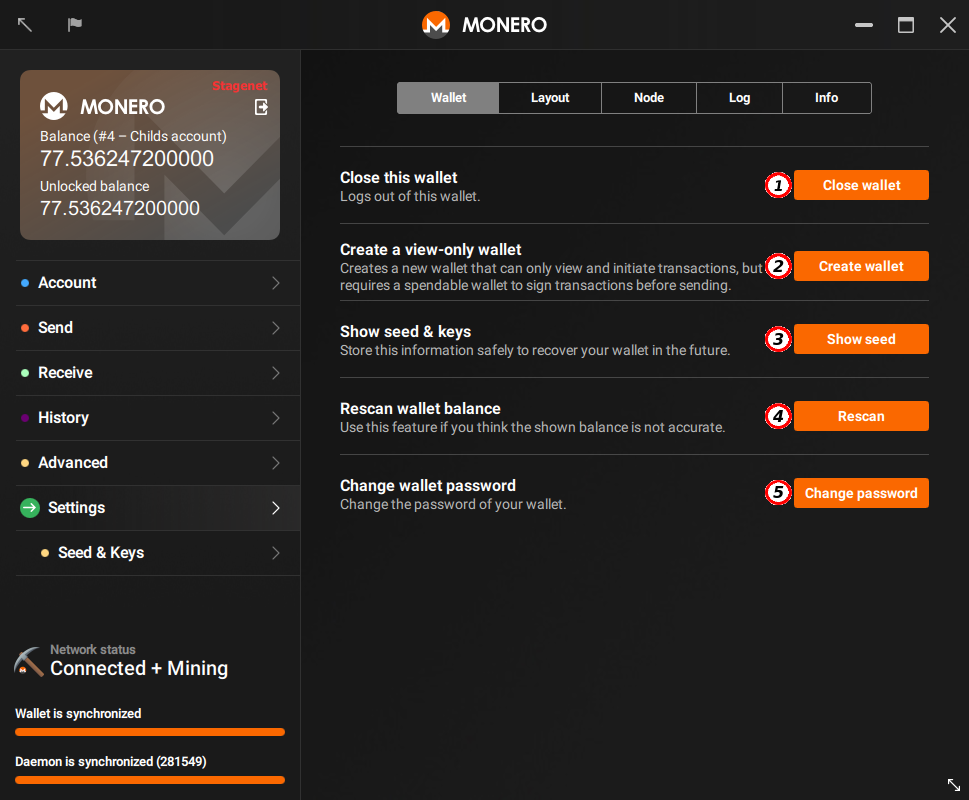 MONERO
Stagenet
MONERO
Balance (#4 – Childs account)
77.536247200000
Unlocked balance
77.536247200000
Account
Send
Receive
History
Advanced
Settings
Seed & Keys
Network status
Connected + Mining
Wallet is synchronized
Daemon is synchronized (281549)
Wallet Layout Node Log Info
Close this wallet
Logs out of this wallet.
1 Close wallet
Create a view-only wallet
Creates a new wallet that can only view and initiate transactions, but
requires a spendable wallet to sign transactions before sending.
2 Create wallet
Show seed & keys
Store this information safely to recover your wallet in the future.
3 Show seed
Rescan wallet balance
Use this feature if you think the shown balance is not accurate.
4 Rescan
Change wallet password
Change the password of your wallet.
5 Change password